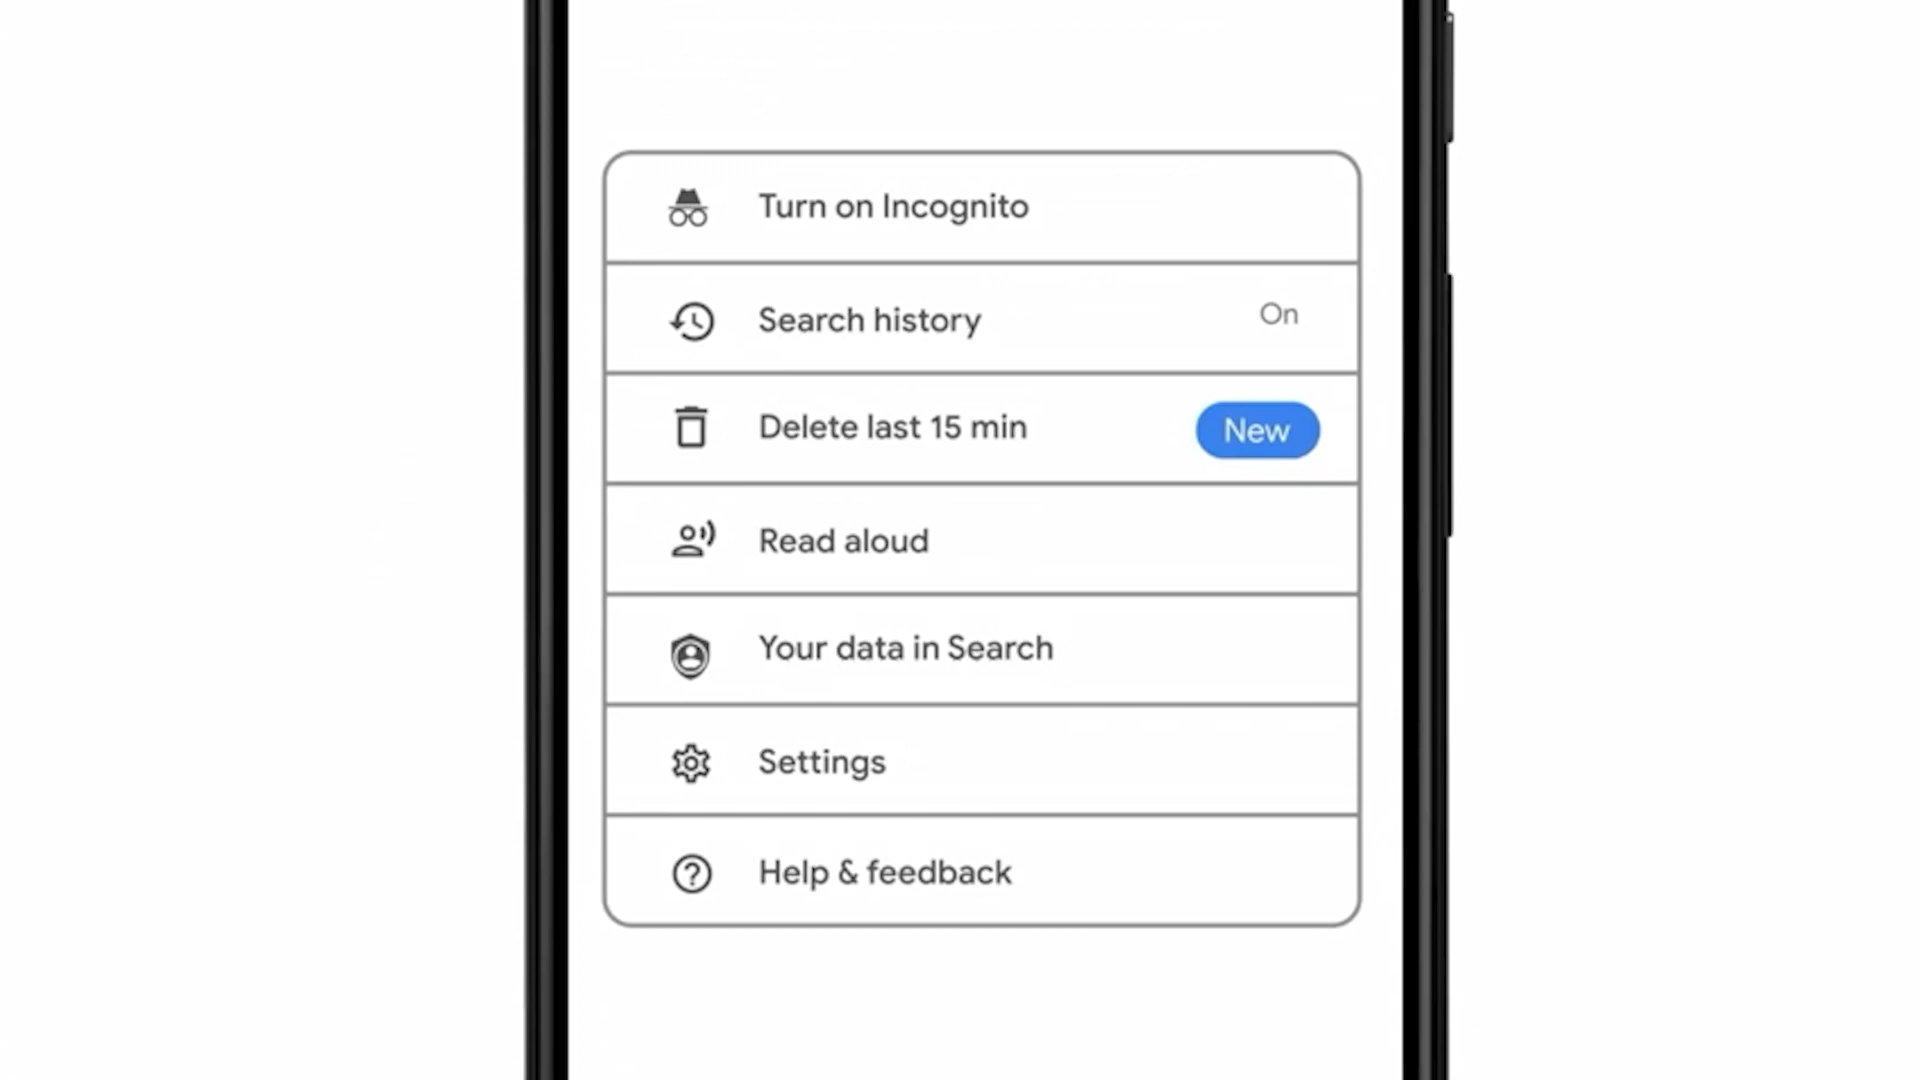 Turn on Incognito
Search history On
Delete last 15 min New
Read aloud
Your data in Search
Settings
Help & feedback